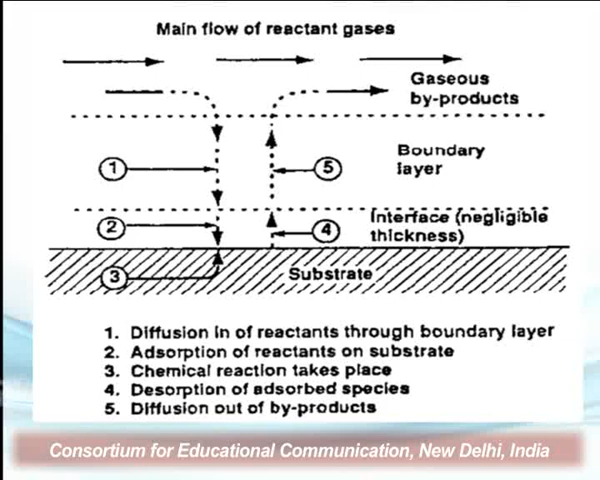 Main flow of reactant gases
Gaseous
by-products
Boundary
layer
1
5
Interface (negligible
thickness)
2
4
3
Substrate
1. Diffusion in of reactants through boundary layer
2. Adsorption of reactants on substrate
3. Chemical reaction takes place
4. Desorption of adsorbed species
5. Diffusion out of by-products
Consortium for Educational Communication, New Delhi, India